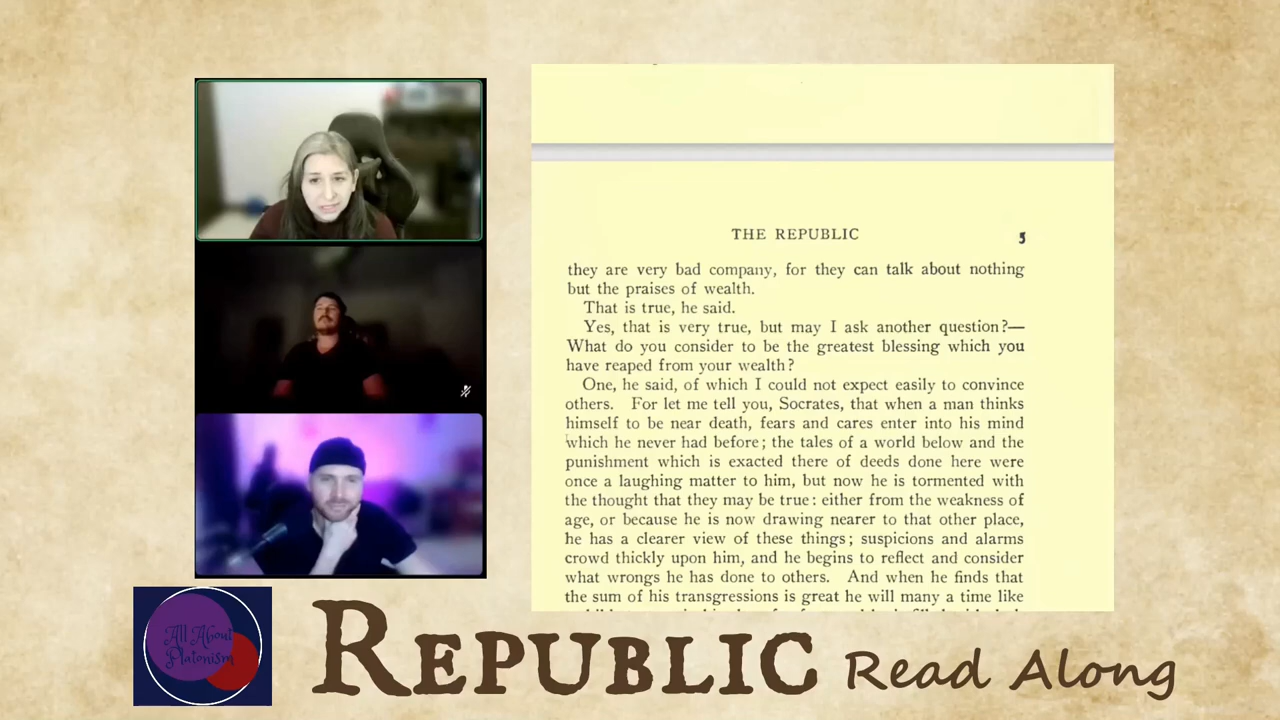 THE REPUBLIC 5
they are very bad company, for they can talk about nothing
but the praises of wealth.
That is true, he said.
Yes, that is very true, but may I ask another question?—
What do you consider to be the greatest blessing which you
have reaped from your wealth?
One, he said, of which I could not expect easily to convince
others. For let me tell you, Socrates, that when a man thinks
himself to be near death, fears and cares enter into his mind
which he never had before; the tales of a world below and the
punishment which is exacted there of deeds done here were
once a laughing matter to him, but now he is tormented with
the thought that they may be true: either from the weakness of
age, or because he is now drawing nearer to that other place,
he has a clearer view of these things; suspicions and alarms
crowd thickly upon him, and he begins to reflect and consider
what wrongs he has done to others. And when he finds that
the sum of his transgressions is great he will many a time like
All About
Platonism
REPUBLIC Read Along